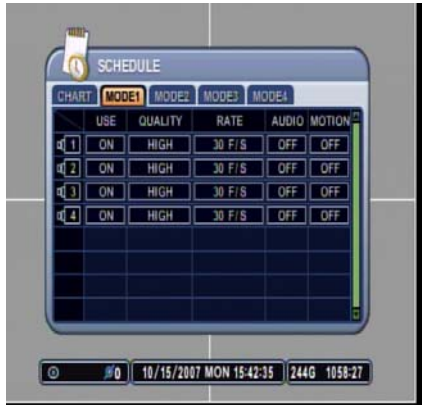 SCHEDULE
CHART MODE1 MODE2 MODE3 MODE4
USE QUALITY RATE AUDIO MOTION
1 ON HIGH 30 F/S OFF OFF
2 ON HIGH 30 F/S OFF OFF
3 ON HIGH 30 F/S OFF OFF
4 ON HIGH 30 F/S OFF OFF
0 10/15/2007 MON 15:42:35 244G 1058:27